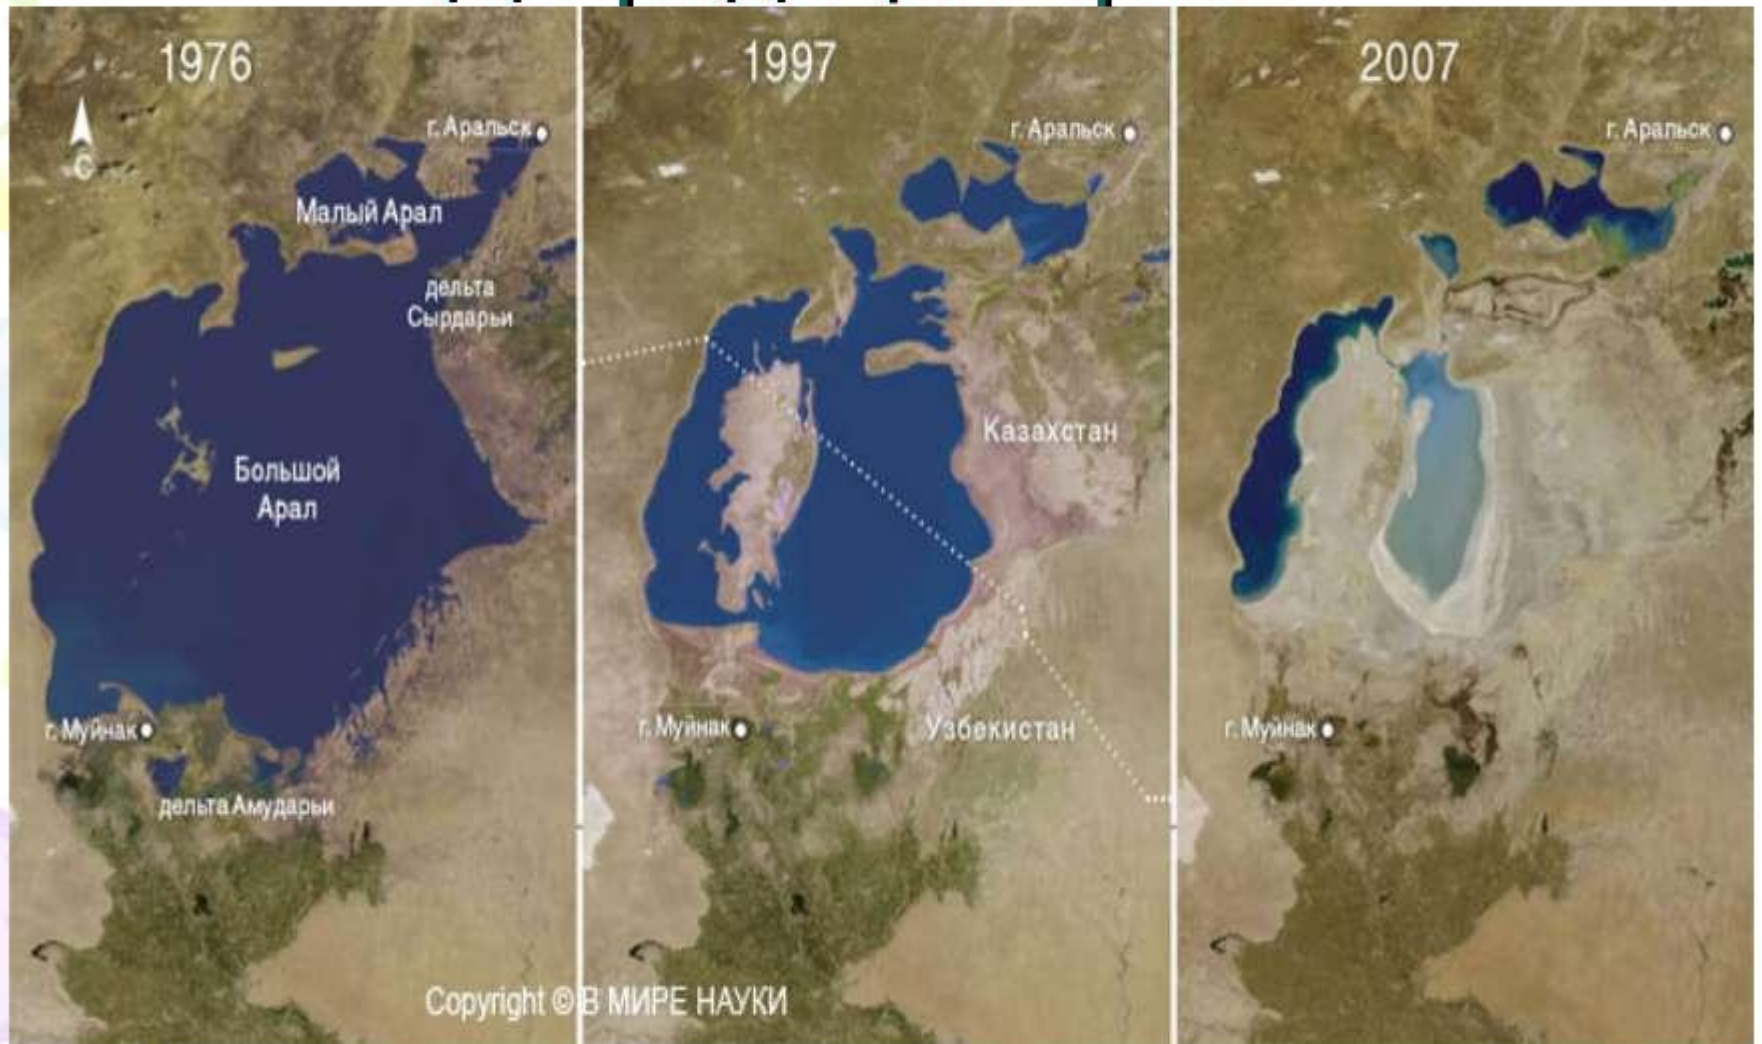 1976
С
г. Аральск
Малый Арал
дельта
Сырдарьи
Большой
Арал
г. Муйнак
дельта Амударьи
1997
г. Аральск
Казахстан
г. Муйнак
Узбекистан
2007
г. Аральск
г. Муйнак
Copyright © В МИРЕ НАУКИ